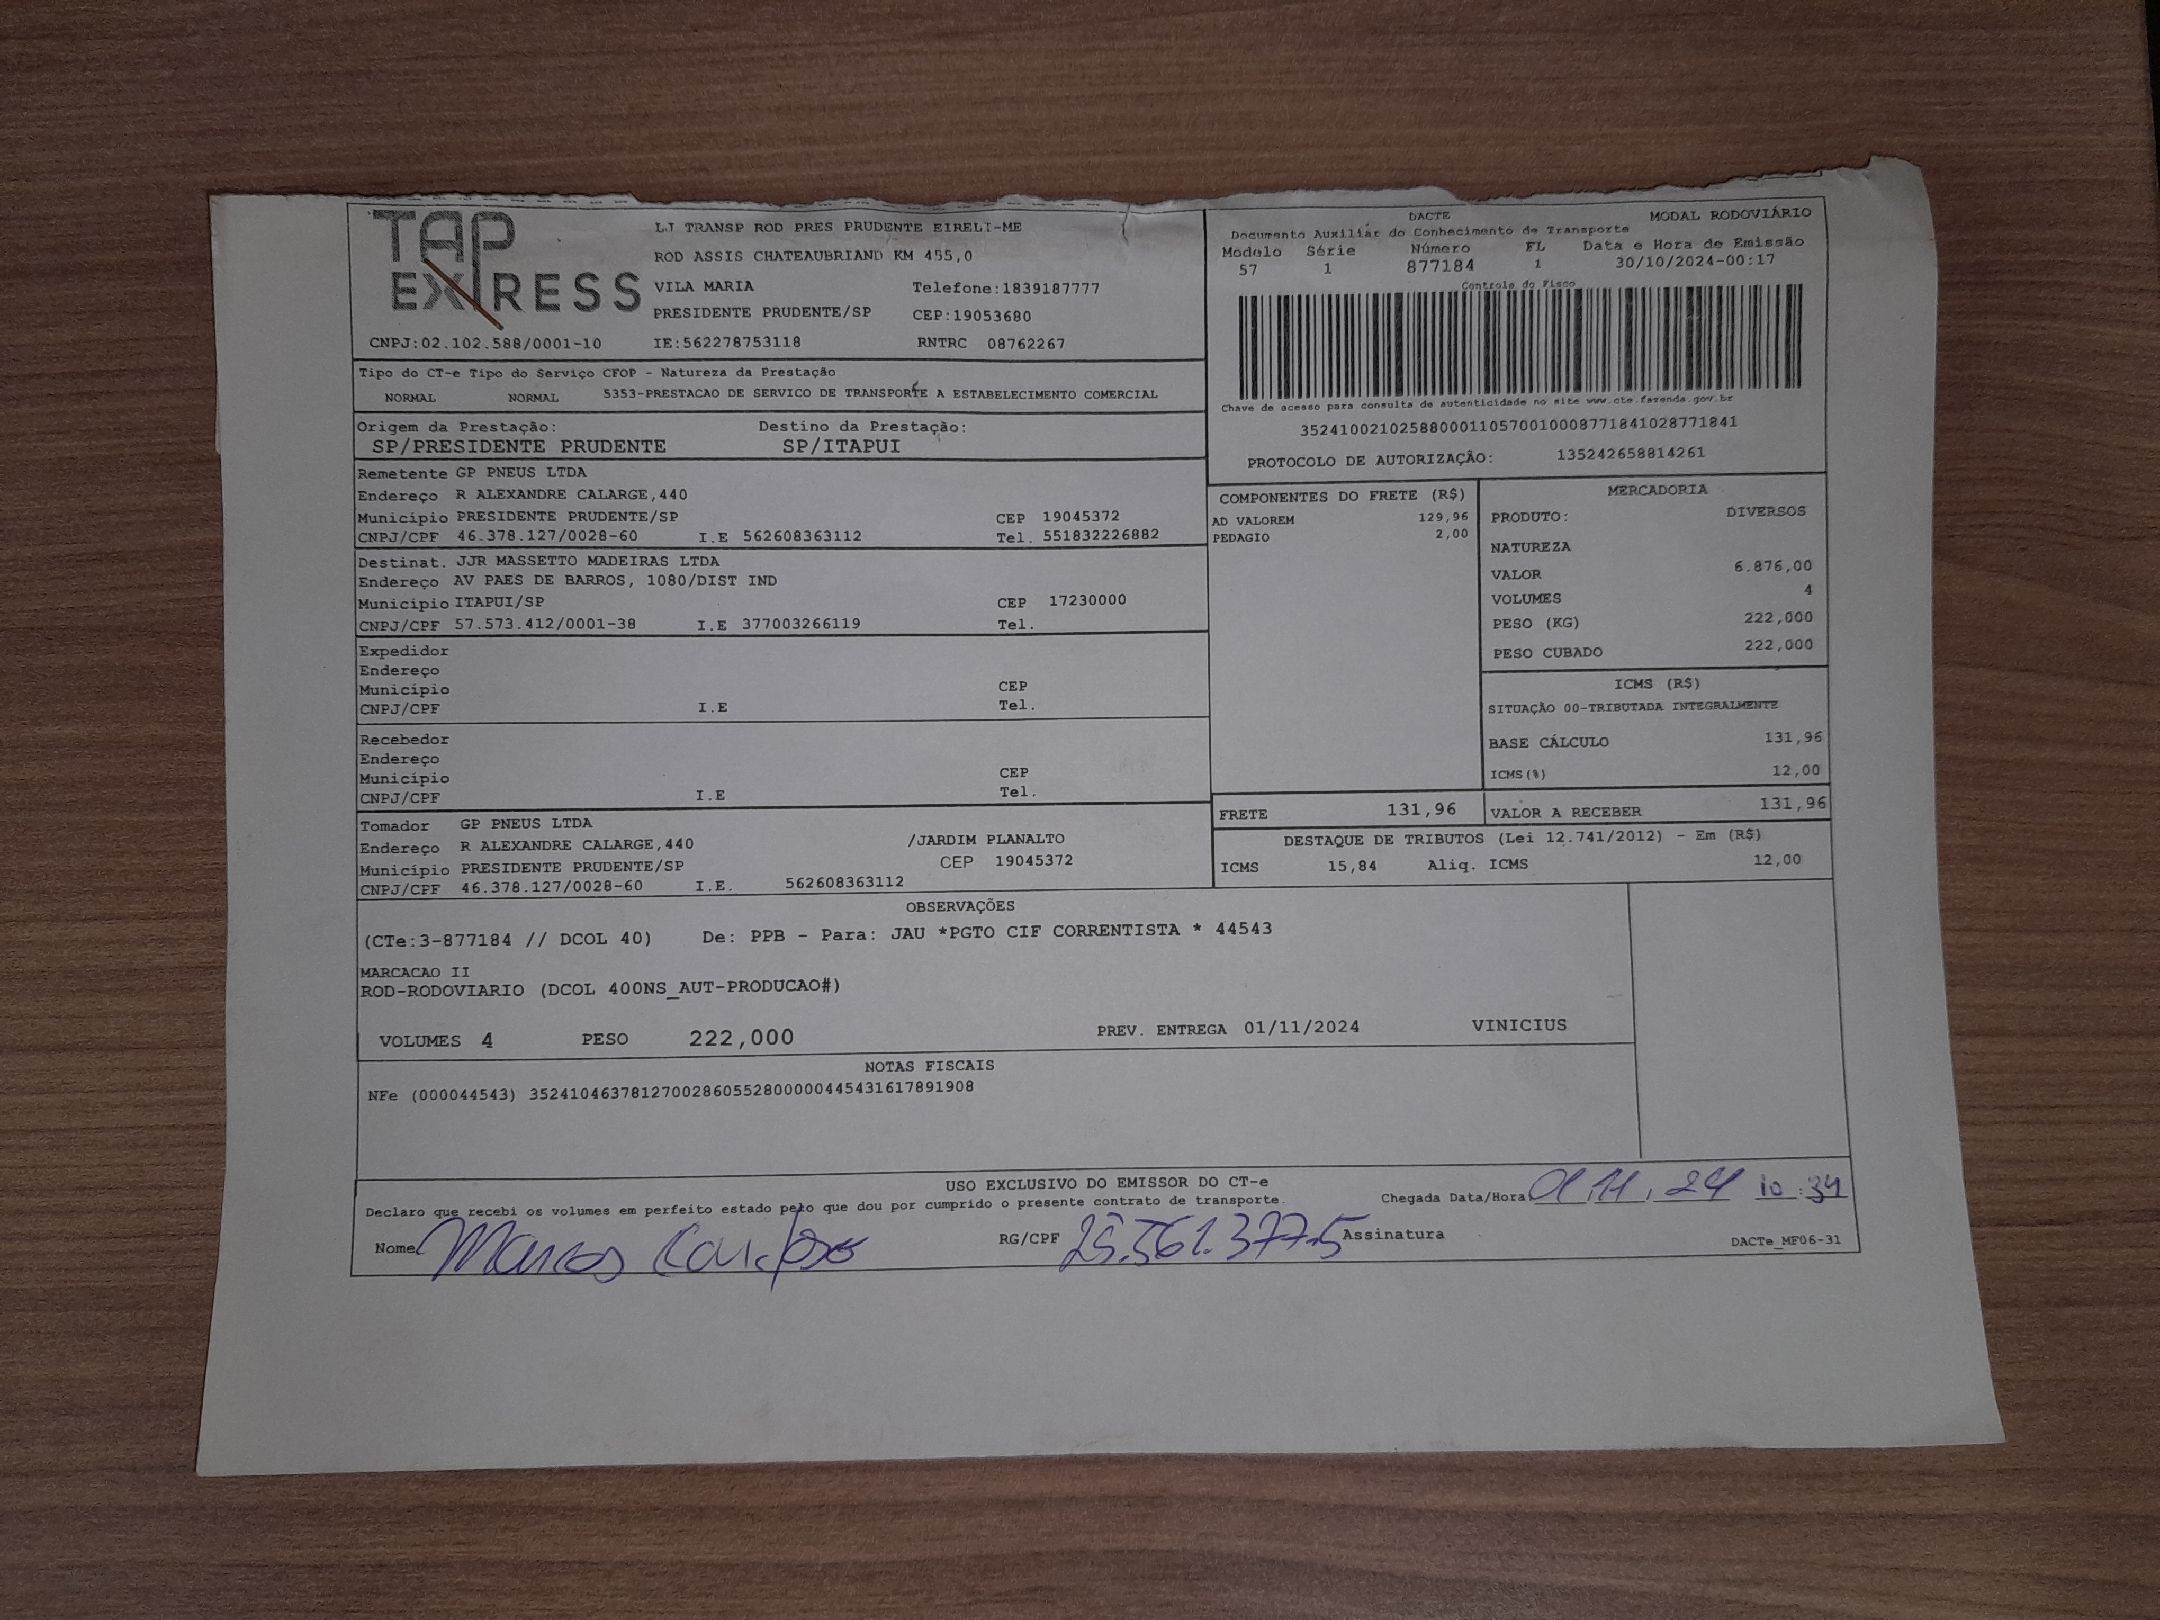 TAP EXPRESS
LJ TRANSP ROD PRES PRUDENTE EIRELI-ME
ROD ASSIS CHATEAUBRIAND KM 455,0
VILA MARIA Telefone:1839187777
PRESIDENTE PRUDENTE/SP CEP:19053680
CNPJ:02.102.588/0001-10 IE:562278753118 RNTRC 08762267
DACTE MODAL RODOVIÁRIO
Documento Auxiliar do Conhecimento de Transporte
Modelo Série Número FL Data e Hora de Emissão
57 1 877184 1 30/10/2024-00:17
Controle do Fisco
Chave de acesso para consulta de autenticidade no site www.cte.fazenda.gov.br
35241002102588000110570010008771841028771841
PROTOCOLO DE AUTORIZAÇÃO: 135242658814261
Tipo do CT-e Tipo do Serviço CFOP - Natureza da Prestação
NORMAL NORMAL 5353-PRESTACAO DE SERVICO DE TRANSPORTE A ESTABELECIMENTO COMERCIAL
Origem da Prestação: Destino da Prestação:
SP/PRESIDENTE PRUDENTE SP/ITAPUI
Remetente GP PNEUS LTDA
Endereço R ALEXANDRE CALARGE,440
Município PRESIDENTE PRUDENTE/SP CEP 19045372
CNPJ/CPF 46.378.127/0028-60 I.E 562608363112 Tel. 551832226882
Destinat. JJR MASSETTO MADEIRAS LTDA
Endereço AV PAES DE BARROS, 1080/DIST IND
Município ITAPUI/SP CEP 17230000
CNPJ/CPF 57.573.412/0001-38 I.E 377003266119 Tel.
Expedidor
Endereço
Município CEP
CNPJ/CPF I.E Tel.
Recebedor
Endereço
Município CEP
CNPJ/CPF I.E Tel.
Tomador GP PNEUS LTDA
Endereço R ALEXANDRE CALARGE,440 /JARDIM PLANALTO
Município PRESIDENTE PRUDENTE/SP CEP 19045372
CNPJ/CPF 46.378.127/0028-60 I.E. 562608363112
COMPONENTES DO FRETE (R$)
AD VALOREM 129,96
PEDAGIO 2,00
MERCADORIA
PRODUTO: DIVERSOS
NATUREZA
VALOR 6.876,00
VOLUMES 4
PESO (KG) 222,000
PESO CUBADO 222,000
ICMS (R$)
SITUAÇÃO 00-TRIBUTADA INTEGRALMENTE
BASE CÁLCULO 131,96
ICMS(%) 12,00
FRETE 131,96 VALOR A RECEBER 131,96
DESTAQUE DE TRIBUTOS (Lei 12.741/2012) - Em (R$)
ICMS 15,84 Aliq. ICMS 12,00
OBSERVAÇÕES
(CTe:3-877184 // DCOL 40) De: PPB - Para: JAU *PGTO CIF CORRENTISTA * 44543
MARCACAO II
ROD-RODOVIARIO (DCOL 400NS_AUT-PRODUCAO#)
VOLUMES 4 PESO 222,000 PREV. ENTREGA 01/11/2024 VINICIUS
NOTAS FISCAIS
NFe (000044543) 35241046378127002860552800000445431617891908
USO EXCLUSIVO DO EMISSOR DO CT-e
Declaro que recebi os volumes em perfeito estado pelo que dou por cumprido o presente contrato de transporte. Chegada Data/Hora: 01.11.24 10:34
Nome Marcos Cardoso RG/CPF 25.561.377-5 Assinatura DACTe_MF06-31